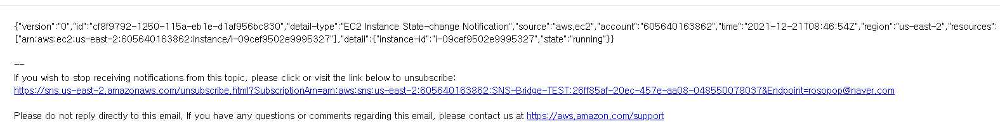 {"version":"0","id":"cf8f9792-1250-115a-eb1e-d1af956bc830","detail-type":"EC2 Instance State-change Notification","source":"aws.ec2","account":"605640163862","time":"2021-12-21T08:46:54Z","region":"us-east-2","resources":
["arn:aws:ec2:us-east-2:605640163862:instance/i-09cef9502e9995327"],"detail":{"instance-id":"i-09cef9502e9995327","state":"running"}}
--
If you wish to stop receiving notifications from this topic, please click or visit the link below to unsubscribe:
https://sns.us-east-2.amazonaws.com/unsubscribe.html?SubscriptionArn=arn:aws:sns:us-east-2:605640163862:SNS-Bridge-TEST:26ff85af-20ec-457e-aa08-048550078037&Endpoint=rosopop@naver.com
Please do not reply directly to this email. If you have any questions or comments regarding this email, please contact us at https://aws.amazon.com/support